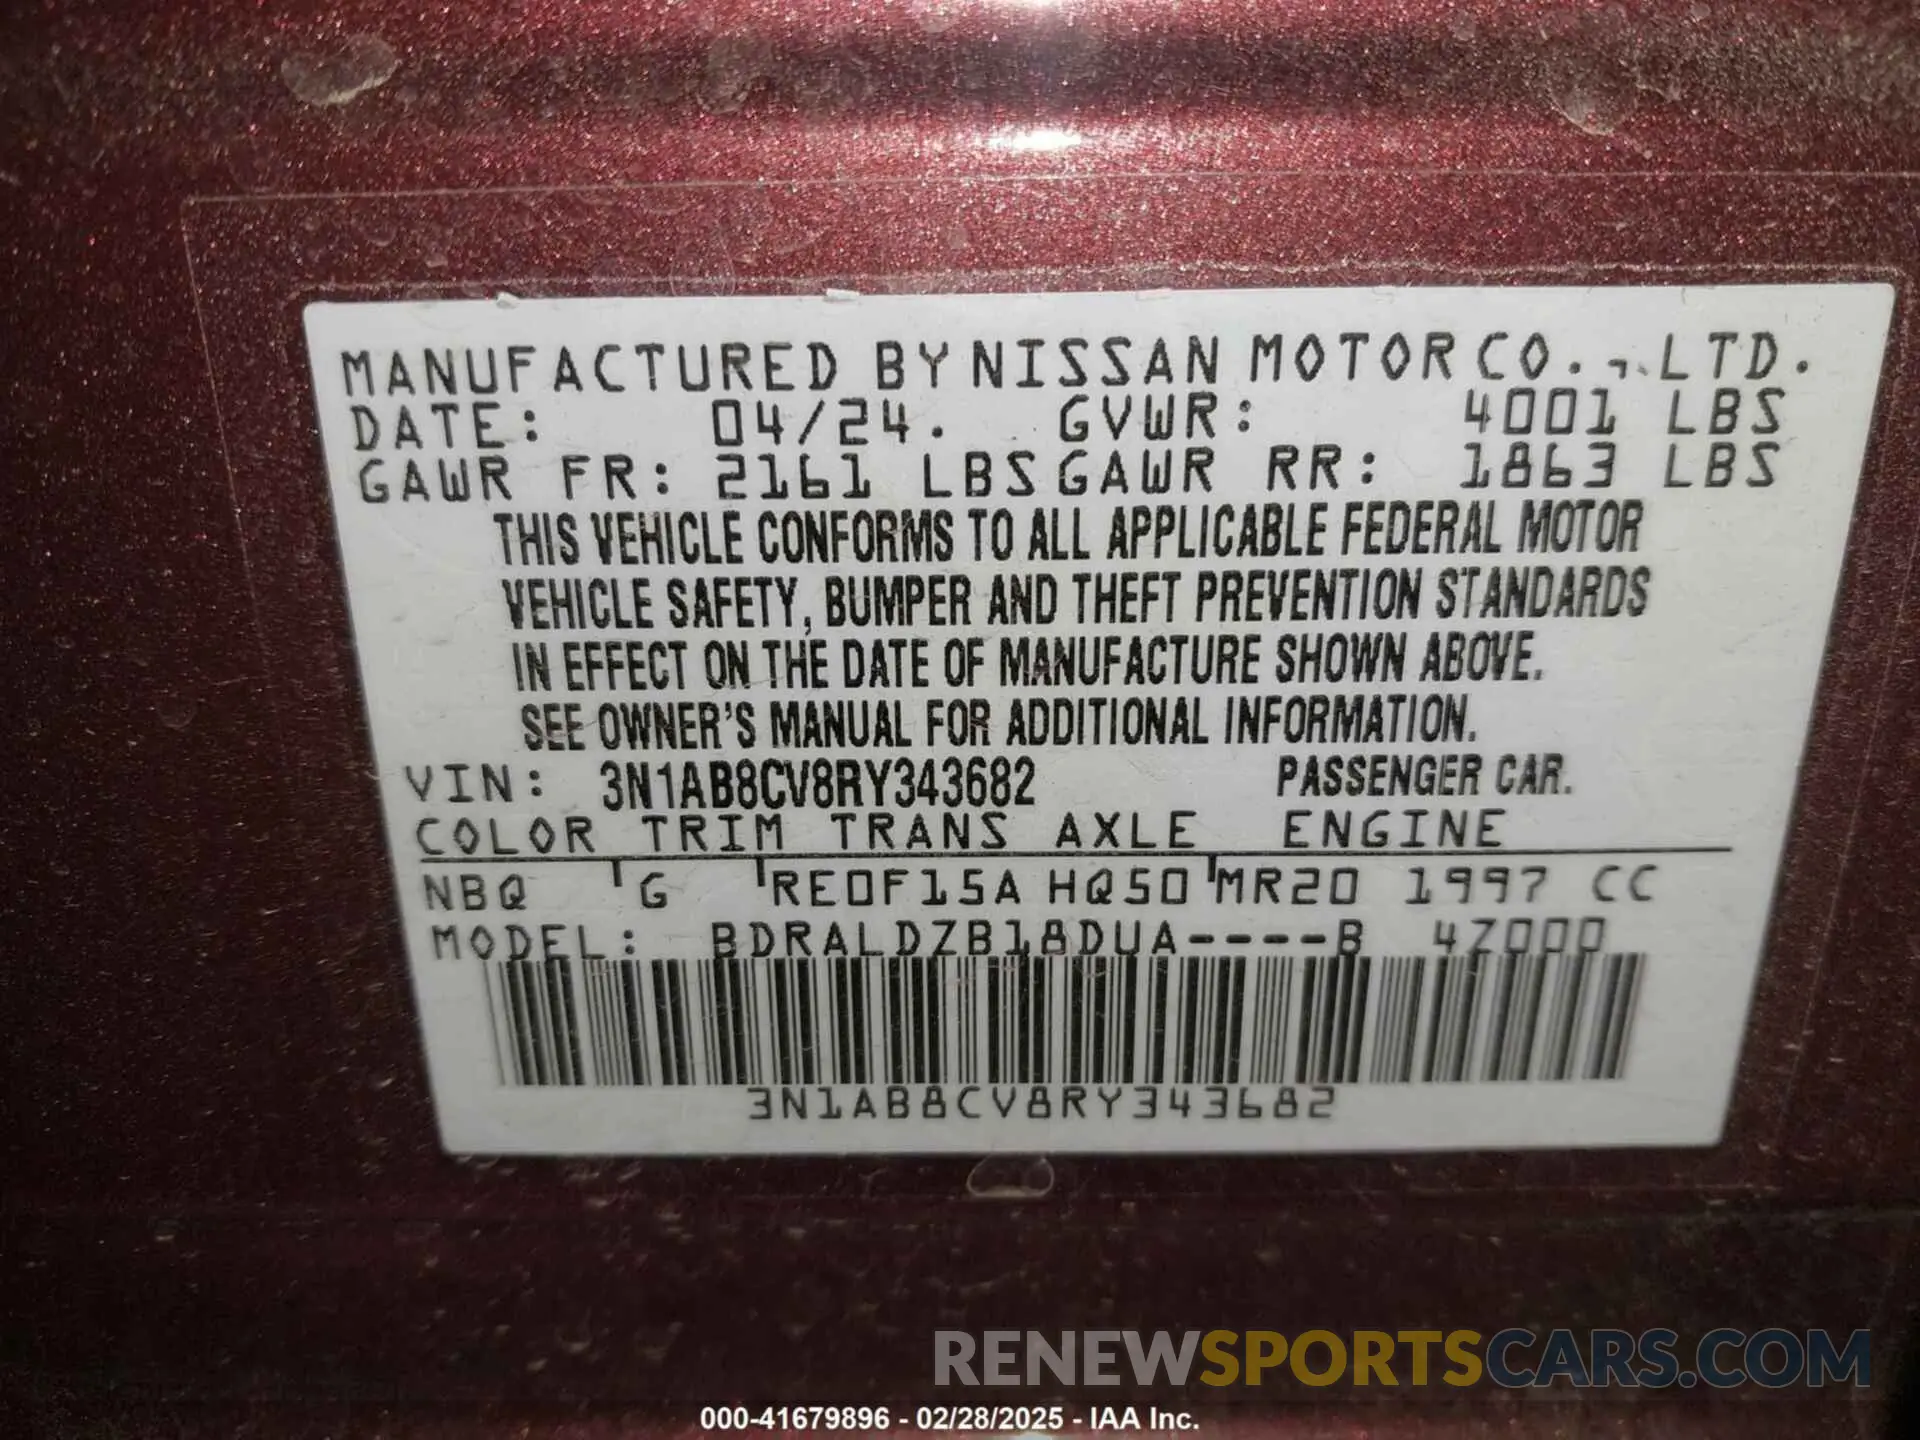 MANUFACTURED BY NISSAN MOTOR CO., LTD.
DATE: 04/24. GVWR: 4001 LBS
GAWR FR: 2161 LBS GAWR RR: 1863 LBS
THIS VEHICLE CONFORMS TO ALL APPLICABLE FEDERAL MOTOR
VEHICLE SAFETY, BUMPER AND THEFT PREVENTION STANDARDS
IN EFFECT ON THE DATE OF MANUFACTURE SHOWN ABOVE.
SEE OWNER'S MANUAL FOR ADDITIONAL INFORMATION.
VIN: 3N1AB8CV8RY343682 PASSENGER CAR.
COLOR TRIM TRANS AXLE ENGINE
NBQ G RE0F15A HQ50 MR20 1997 CC
MODEL: BDRALDZB18DUA----B 4Z000
3N1AB8CV8RY343682
RENEWSPORTSCARS.COM
000-41679896 - 02/28/2025 - IAA Inc.